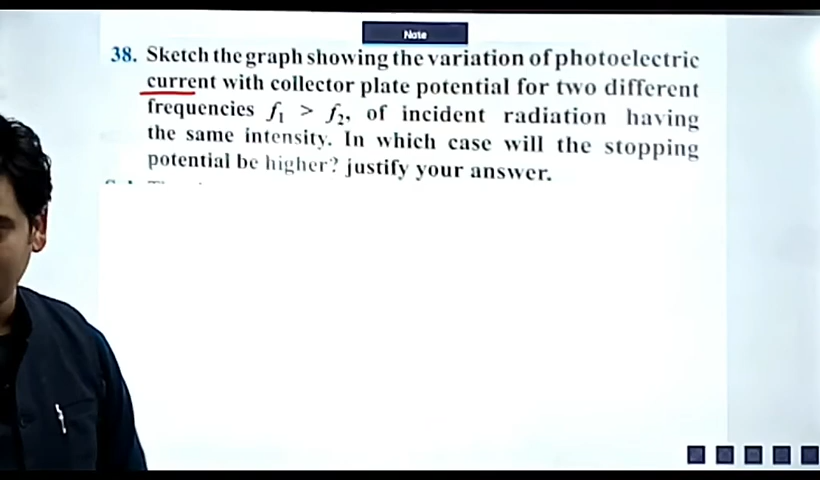 Note
38. Sketch the graph showing the variation of photoelectric
current with collector plate potential for two different
frequencies f₁ > f₂, of incident radiation having
the same intensity. In which case will the stopping
potential be higher? justify your answer.